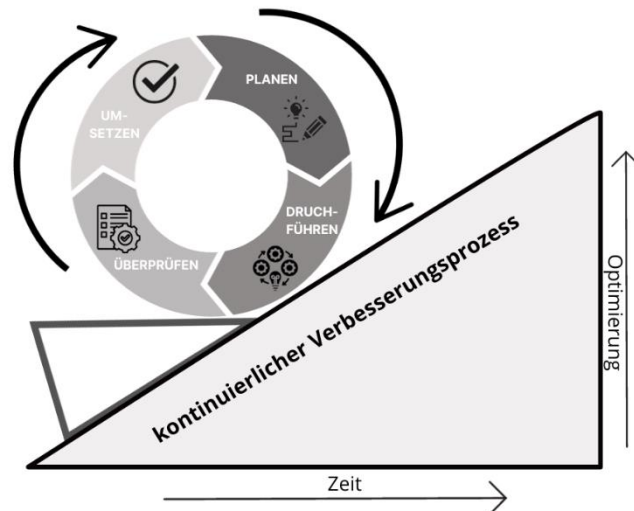 PLANEN
DRUCH-
FÜHREN
ÜBERPRÜFEN
UM-
SETZEN
kontinuierlicher Verbesserungsprozess
Optimierung
Zeit